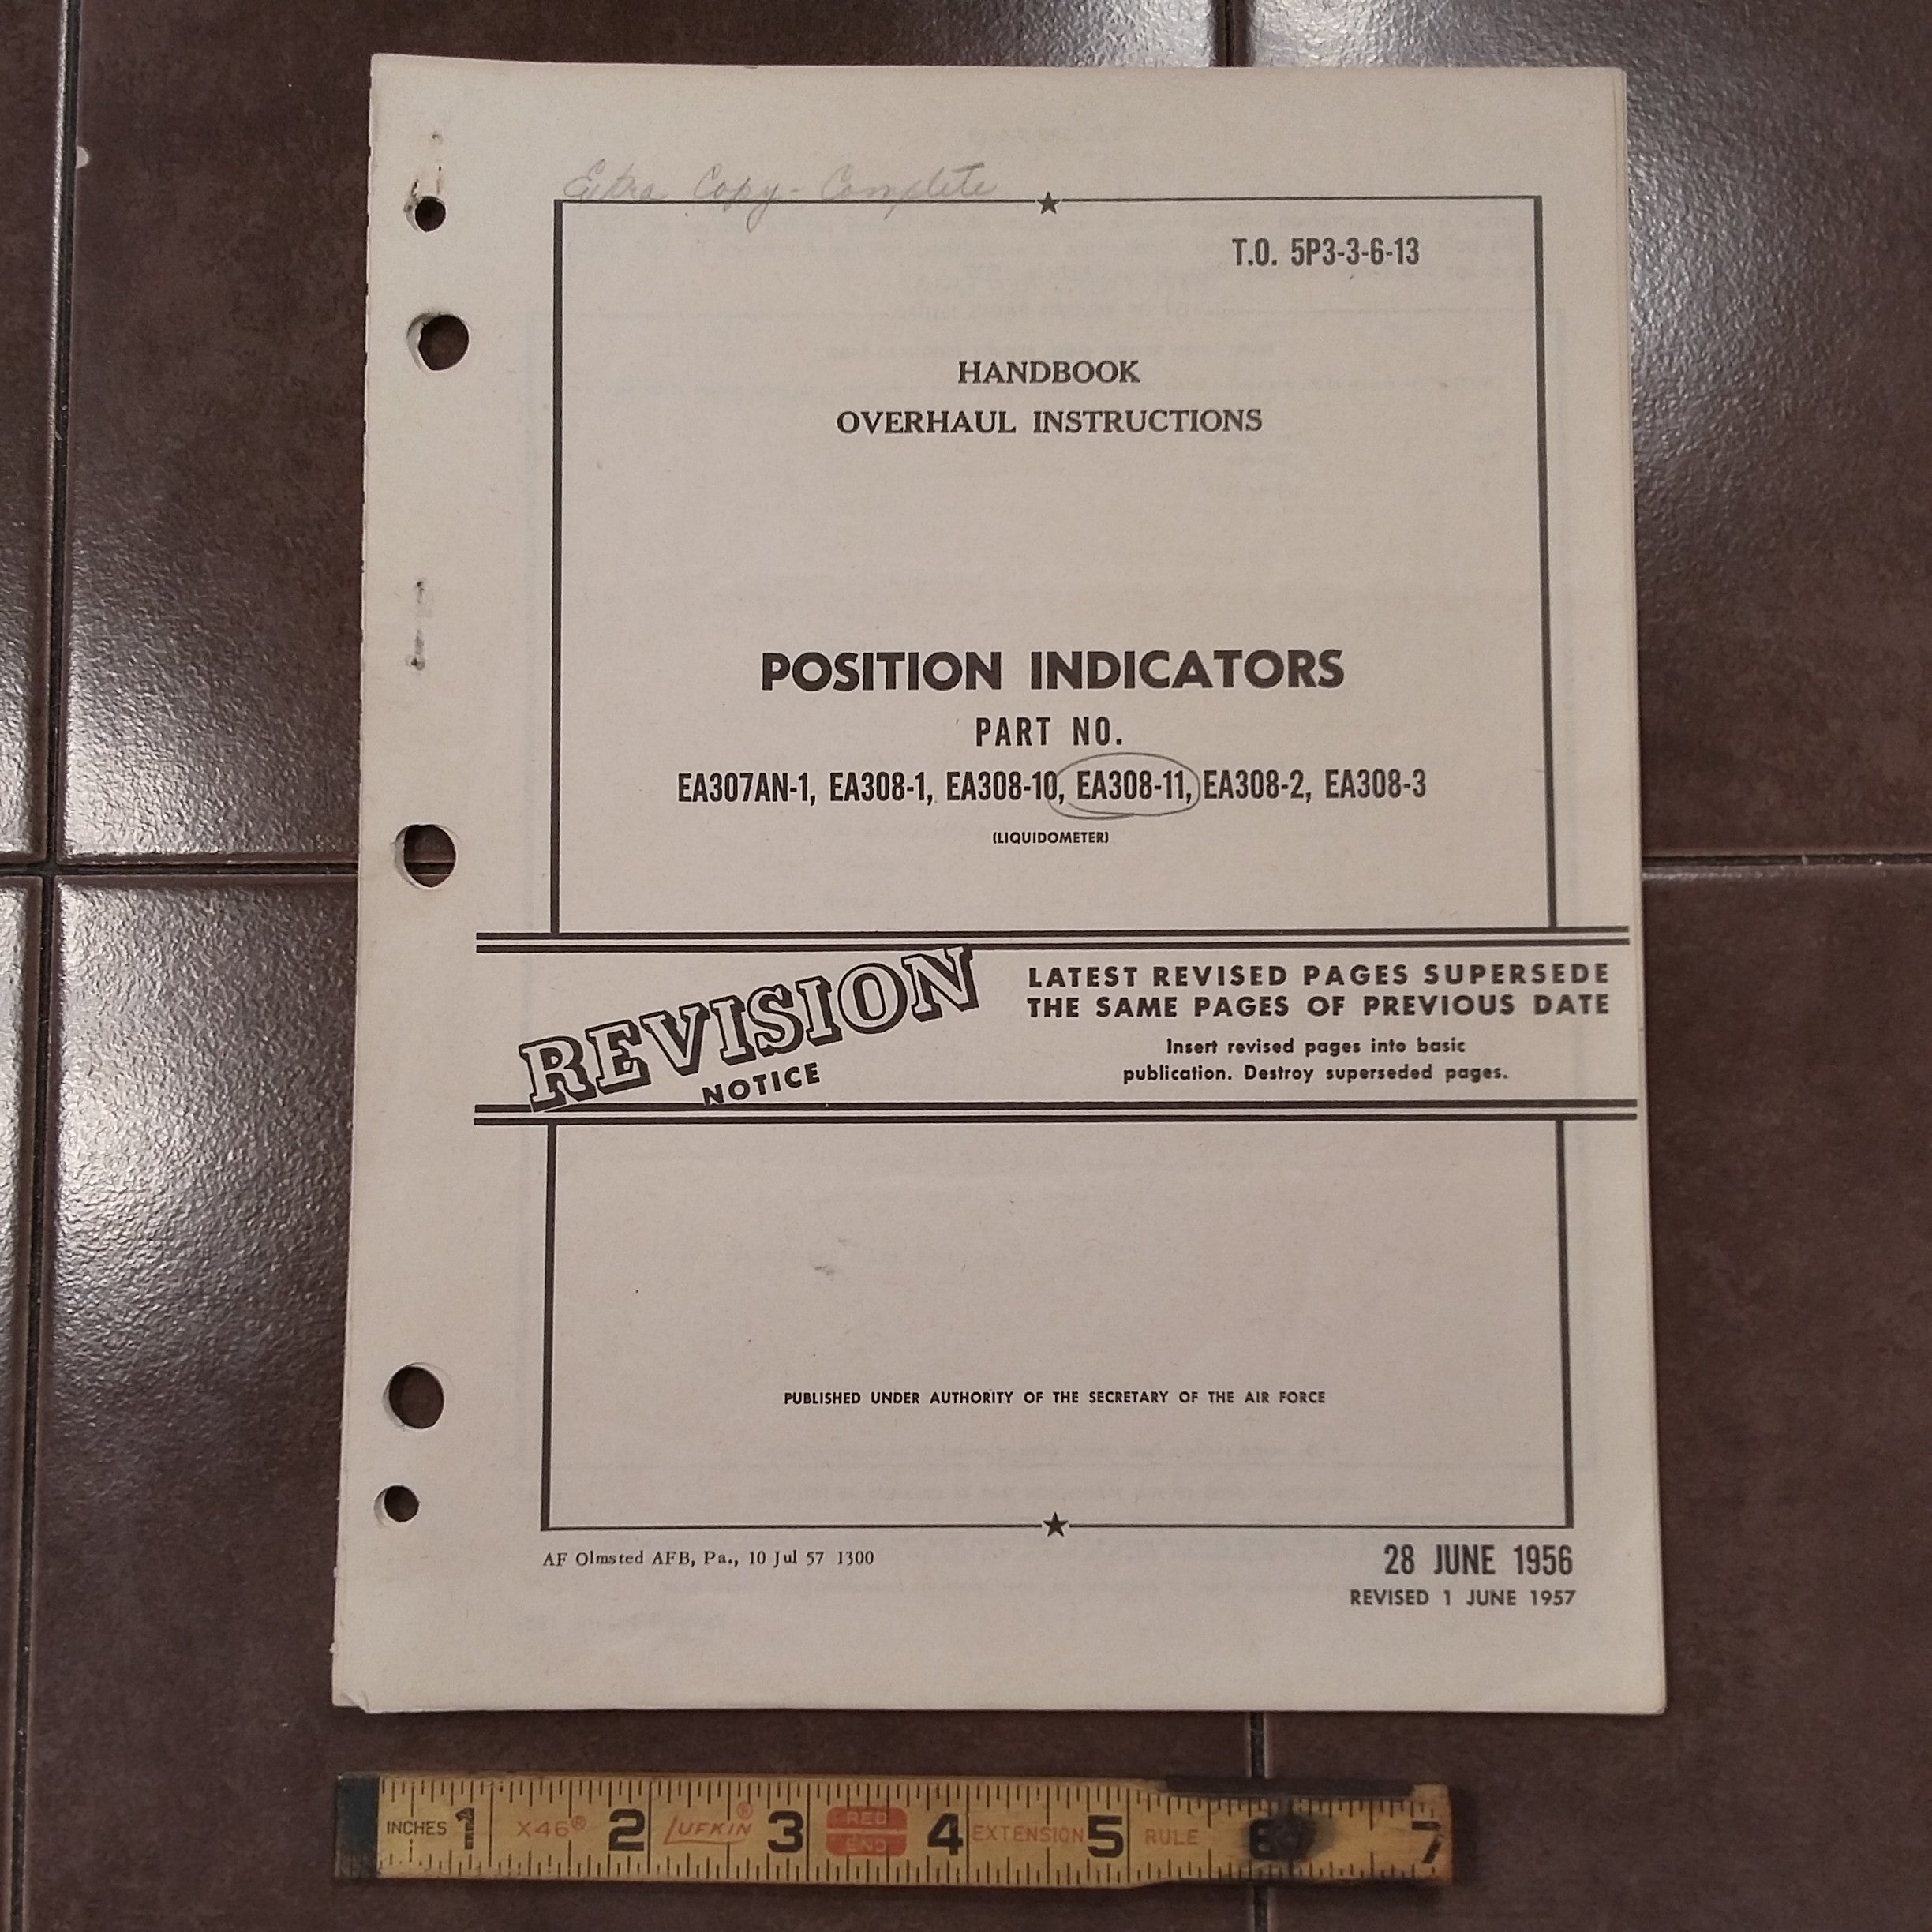 Extra Copy - Complete
T.O. 5P3-3-6-13
HANDBOOK
OVERHAUL INSTRUCTIONS
POSITION INDICATORS
PART NO.
EA307AN-1, EA308-1, EA308-10, EA308-11, EA308-2, EA308-3
(LIQUIDOMETER)
REVISION
NOTICE
LATEST REVISED PAGES SUPERSEDE
THE SAME PAGES OF PREVIOUS DATE
Insert revised pages into basic
publication. Destroy superseded pages.
PUBLISHED UNDER AUTHORITY OF THE SECRETARY OF THE AIR FORCE
AF Olmsted AFB, Pa., 10 Jul 57 1300
28 JUNE 1956
REVISED 1 JUNE 1957
INCHES 1 X46® 2 LUFKIN® 3 RED END 4 EXTENSION 5 RULE 6 7